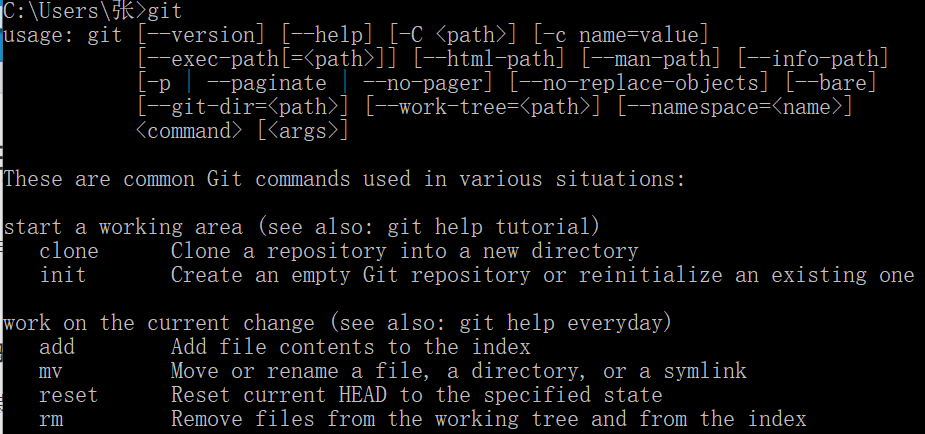 C:\Users\张>git
usage: git [--version] [--help] [-C <path>] [-c name=value]
           [--exec-path[=<path>]] [--html-path] [--man-path] [--info-path]
           [-p | --paginate | --no-pager] [--no-replace-objects] [--bare]
           [--git-dir=<path>] [--work-tree=<path>] [--namespace=<name>]
           <command> [<args>]

These are common Git commands used in various situations:

start a working area (see also: git help tutorial)
   clone      Clone a repository into a new directory
   init       Create an empty Git repository or reinitialize an existing one

work on the current change (see also: git help everyday)
   add        Add file contents to the index
   mv         Move or rename a file, a directory, or a symlink
   reset      Reset current HEAD to the specified state
   rm         Remove files from the working tree and from the index